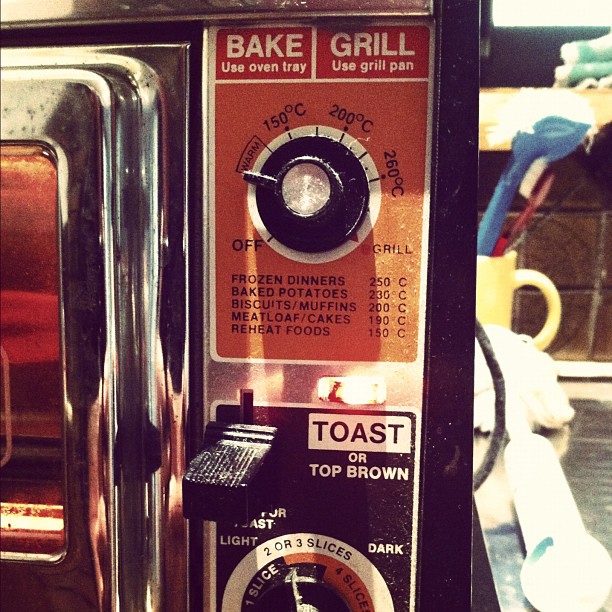 BAKE GRILL
Use oven tray Use grill pan
WARM 150°C 200°C 260°C
OFF GRILL
FROZEN DINNERS 250 C
BAKED POTATOES 230 C
BISCUITS/MUFFINS 200 C
MEATLOAF/CAKES 190 C
REHEAT FOODS 150 C
TOAST
OR
TOP BROWN
LIGHT DARK
1 SLICE 2 OR 3 SLICES 4 SLICES